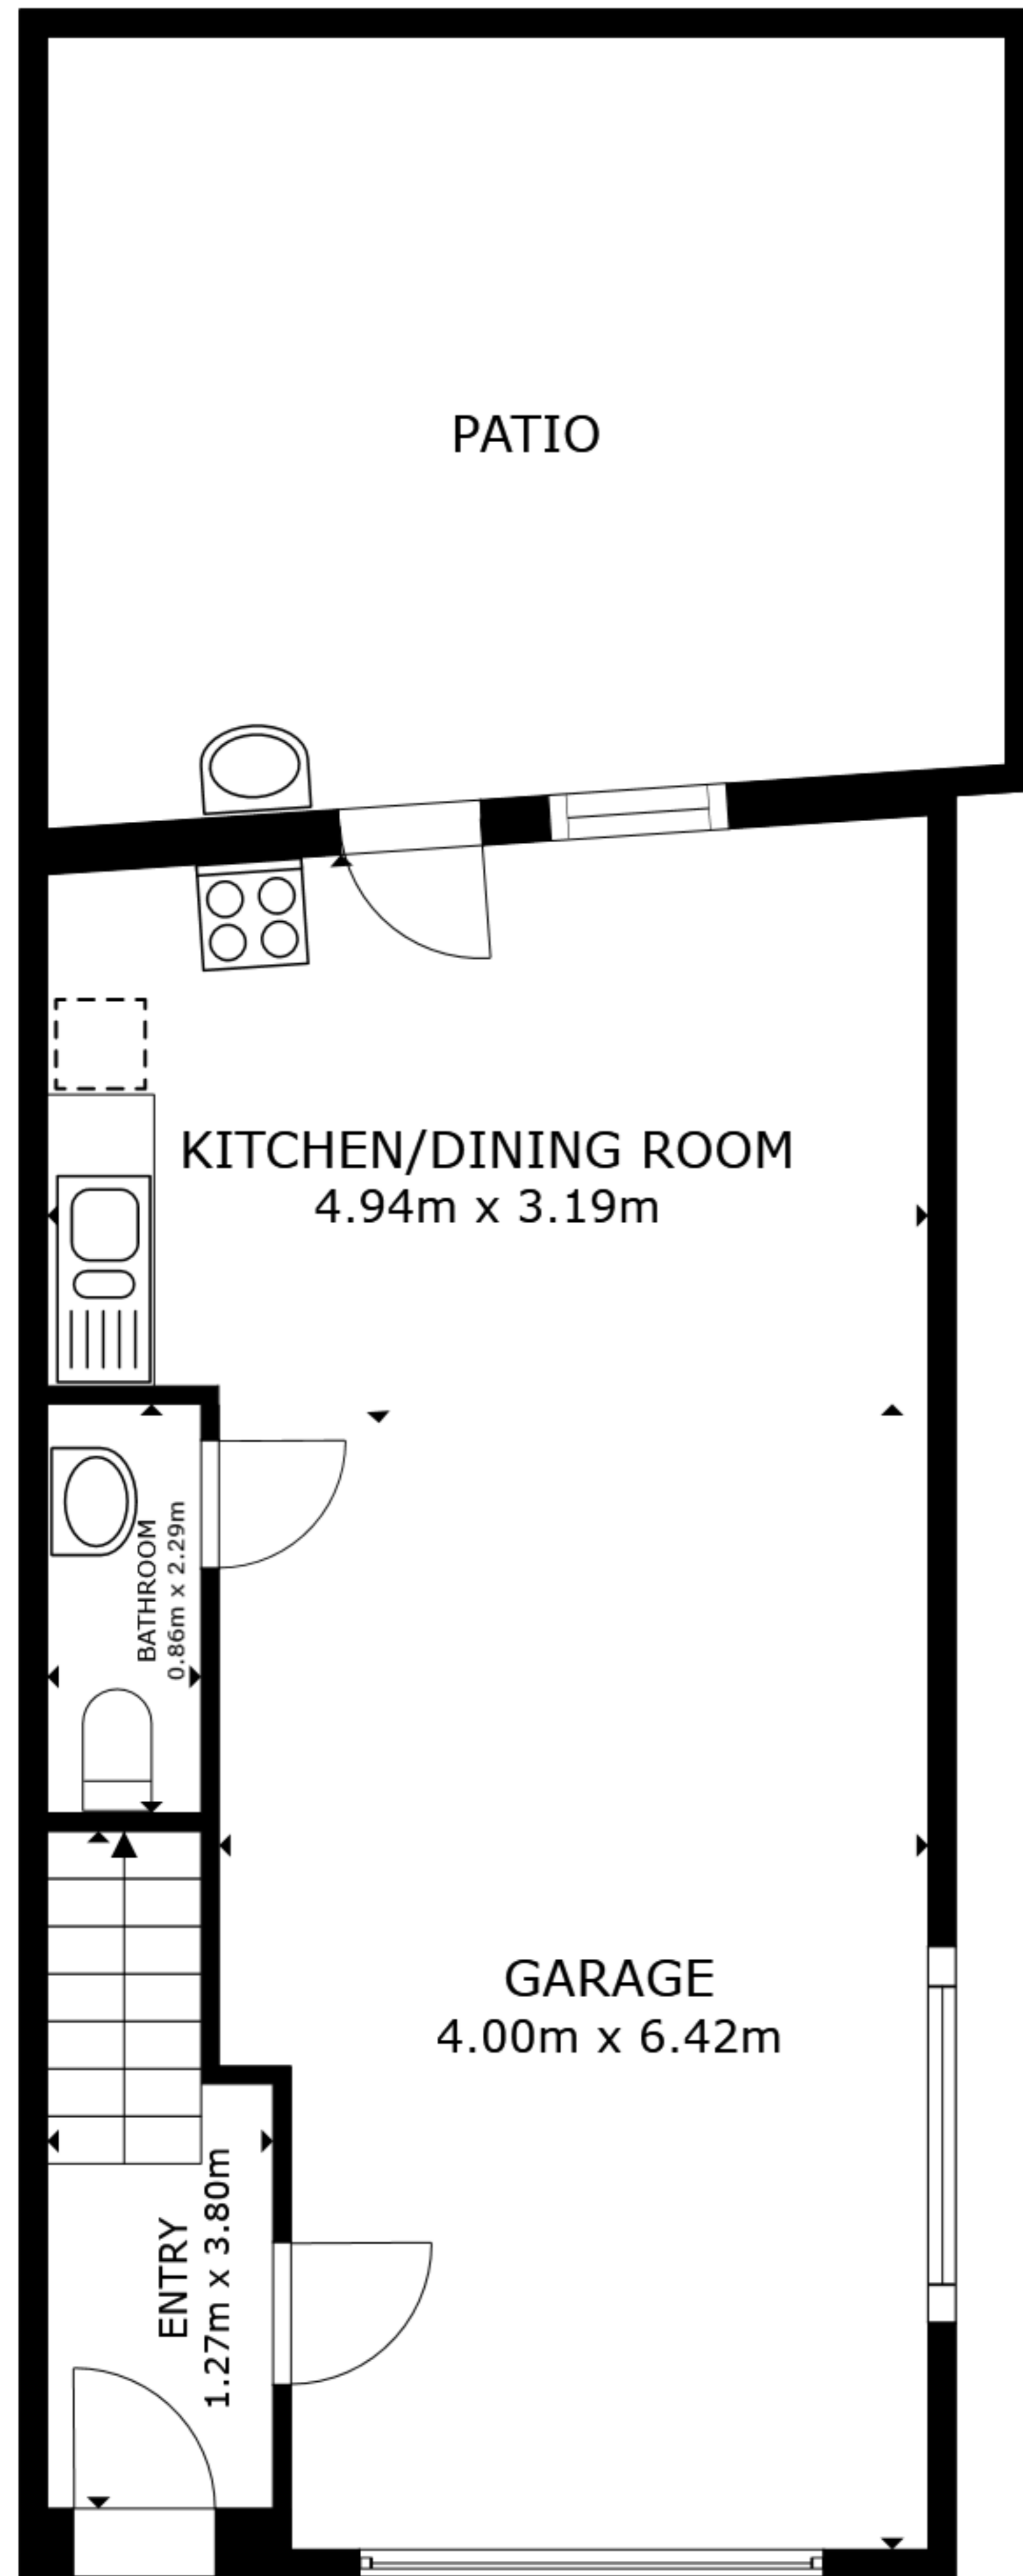 PATIO
KITCHEN/DINING ROOM
4.94m x 3.19m
BATHROOM
0.86m x 2.29m
GARAGE
4.00m x 6.42m
ENTRY
1.27m x 3.80m